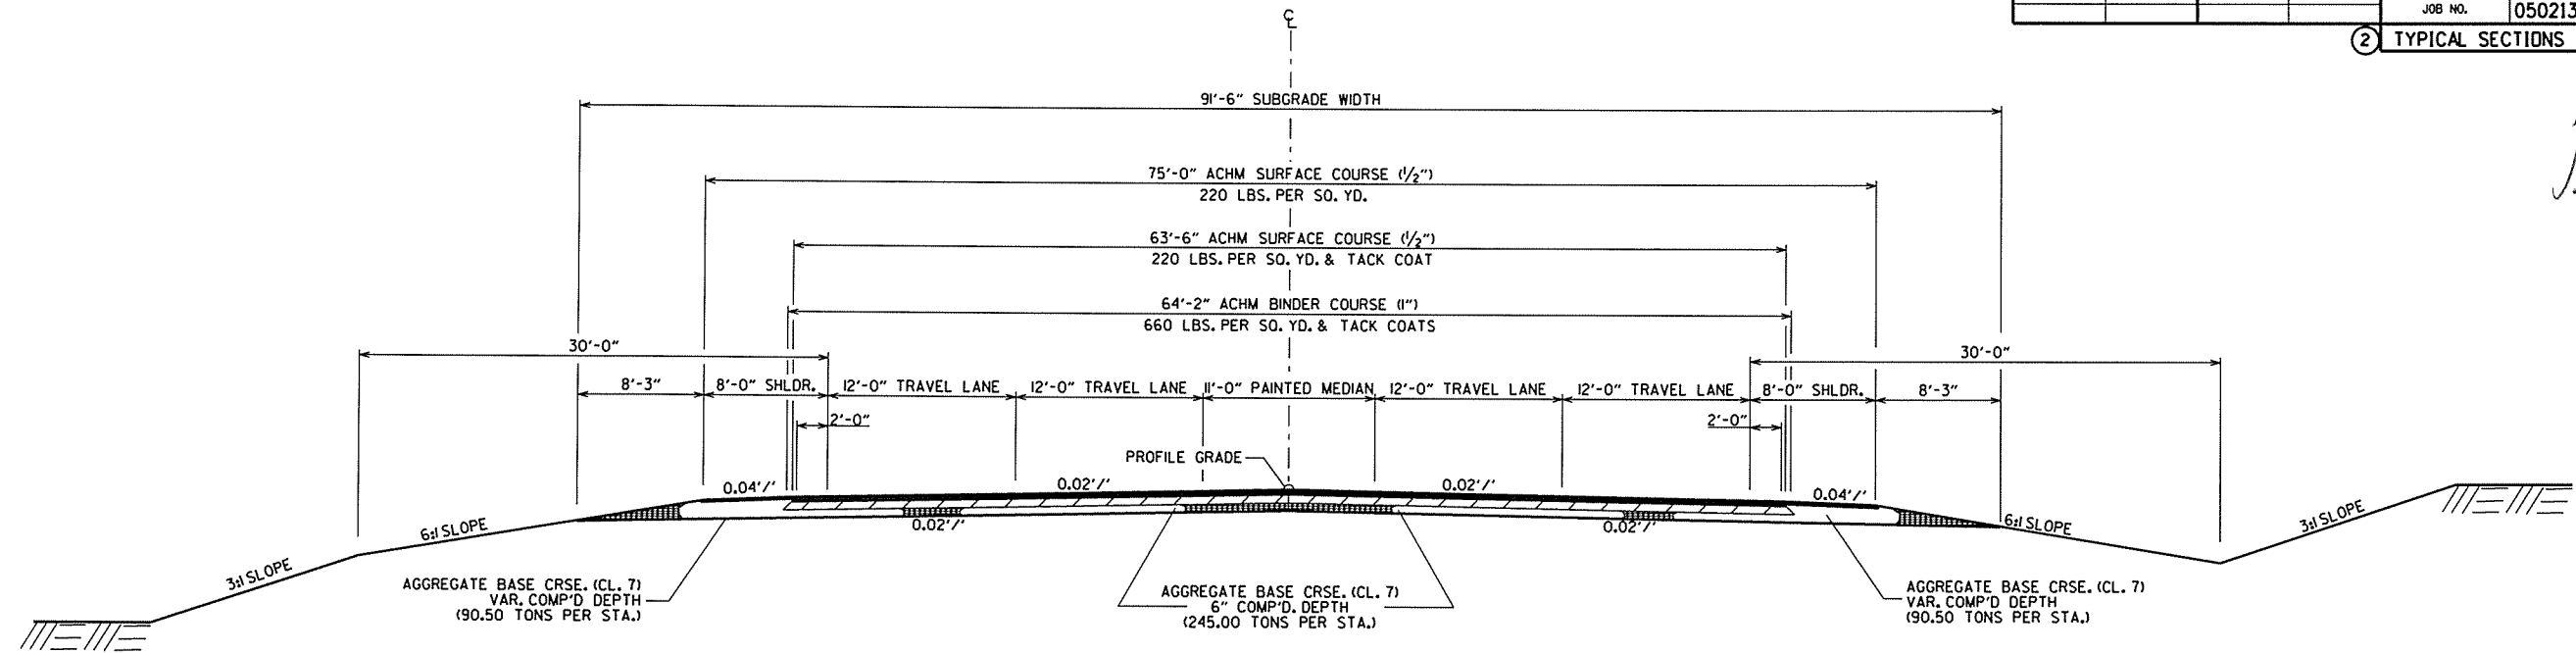 JOB NO. 050213
2 TYPICAL SECTIONS
℄
91'-6" SUBGRADE WIDTH
75'-0" ACHM SURFACE COURSE (1/2")
220 LBS. PER SQ. YD.
63'-6" ACHM SURFACE COURSE (1/2")
220 LBS. PER SQ. YD. & TACK COAT
64'-2" ACHM BINDER COURSE (1")
660 LBS. PER SQ. YD. & TACK COATS
30'-0" 30'-0"
8'-3" 8'-0" SHLDR. 12'-0" TRAVEL LANE 12'-0" TRAVEL LANE 11'-0" PAINTED MEDIAN 12'-0" TRAVEL LANE 12'-0" TRAVEL LANE 8'-0" SHLDR. 8'-3"
2'-0" 2'-0"
PROFILE GRADE
0.04'/' 0.02'/' 0.02'/' 0.04'/'
3:1 SLOPE 6:1 SLOPE 0.02'/' 0.02'/' 6:1 SLOPE 3:1 SLOPE
AGGREGATE BASE CRSE. (CL. 7)
VAR. COMP'D DEPTH
(90.50 TONS PER STA.)
AGGREGATE BASE CRSE. (CL. 7)
6" COMP'D. DEPTH
(245.00 TONS PER STA.)
AGGREGATE BASE CRSE. (CL. 7)
VAR. COMP'D DEPTH
(90.50 TONS PER STA.)